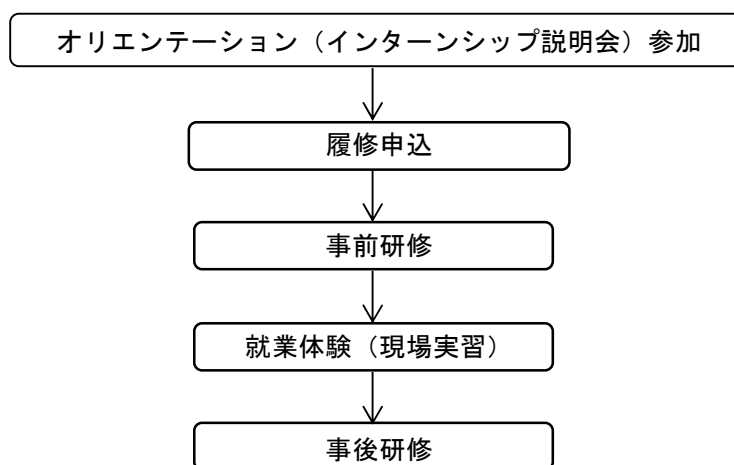 オリエンテーション（インターンシップ説明会）参加
履修申込
事前研修
就業体験（現場実習）
事後研修